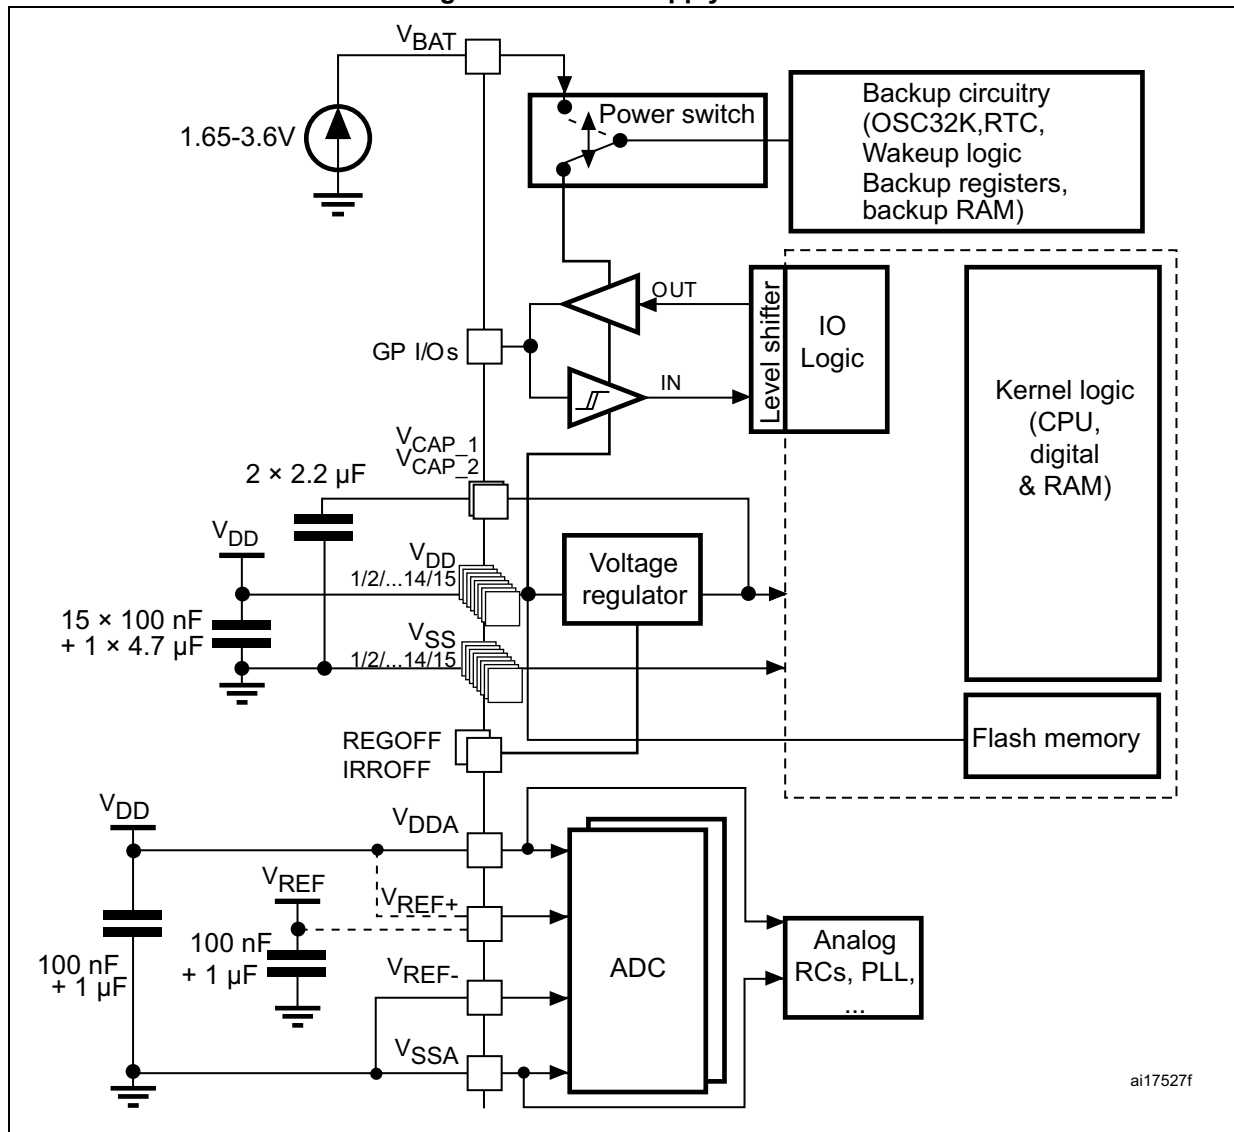 VBAT
Power switch
1.65-3.6V
Backup circuitry
(OSC32K,RTC,
Wakeup logic
Backup registers,
backup RAM)
OUT
Level shifter
IO
Logic
GP I/Os
IN
Kernel logic
(CPU,
digital
& RAM)
VCAP_1
VCAP_2
2 × 2.2 µF
VDD
VDD
1/2/...14/15
Voltage
regulator
15 × 100 nF
+ 1 × 4.7 µF
VSS
1/2/...14/15
REGOFF
IRROFF
Flash memory
VDD
VDDA
VREF
VREF+
100 nF
+ 1 µF
100 nF
+ 1 µF
VREF-
ADC
Analog
RCs, PLL,
...
VSSA
ai17527f